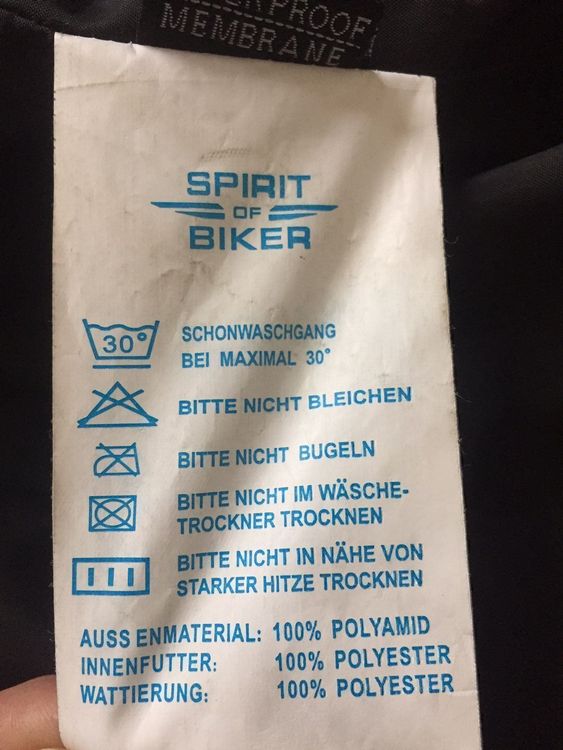 MEMBRANE
SPIRIT
OF
BIKER
30°
SCHONWASCHGANG
BEI MAXIMAL 30°
BITTE NICHT BLEICHEN
BITTE NICHT BUGELN
BITTE NICHT IM WÄSCHE-
TROCKNER TROCKNEN
BITTE NICHT IN NÄHE VON
STARKER HITZE TROCKNEN
AUSS ENMATERIAL: 100% POLYAMID
INNENFUTTER: 100% POLYESTER
WATTIERUNG: 100% POLYESTER